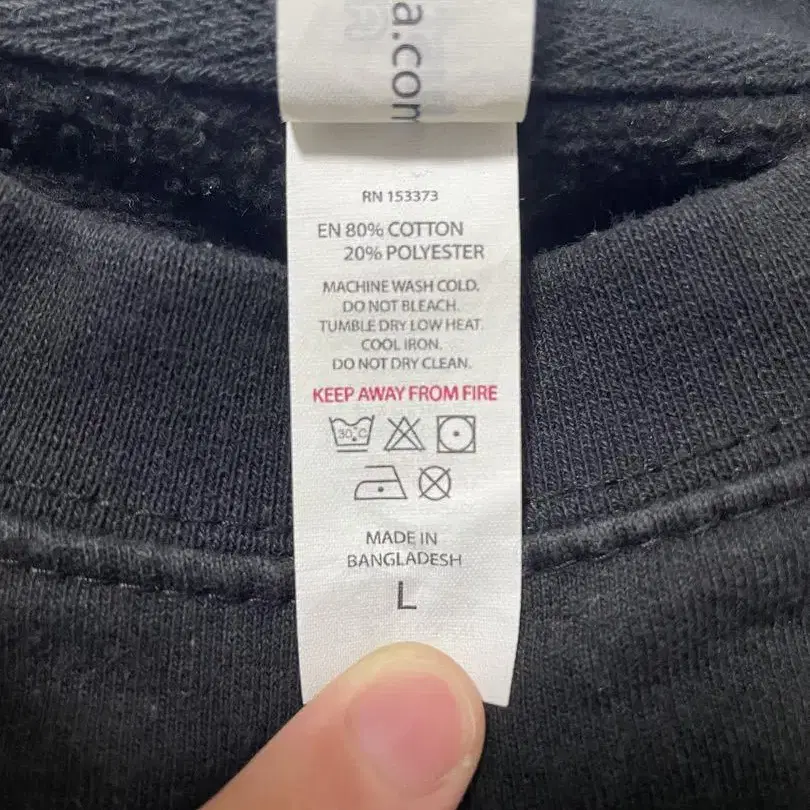 a.com
RN 153373
EN 80% COTTON
20% POLYESTER
MACHINE WASH COLD.
DO NOT BLEACH.
TUMBLE DRY LOW HEAT.
COOL IRON.
DO NOT DRY CLEAN.
KEEP AWAY FROM FIRE
30°C
MADE IN
BANGLADESH
L